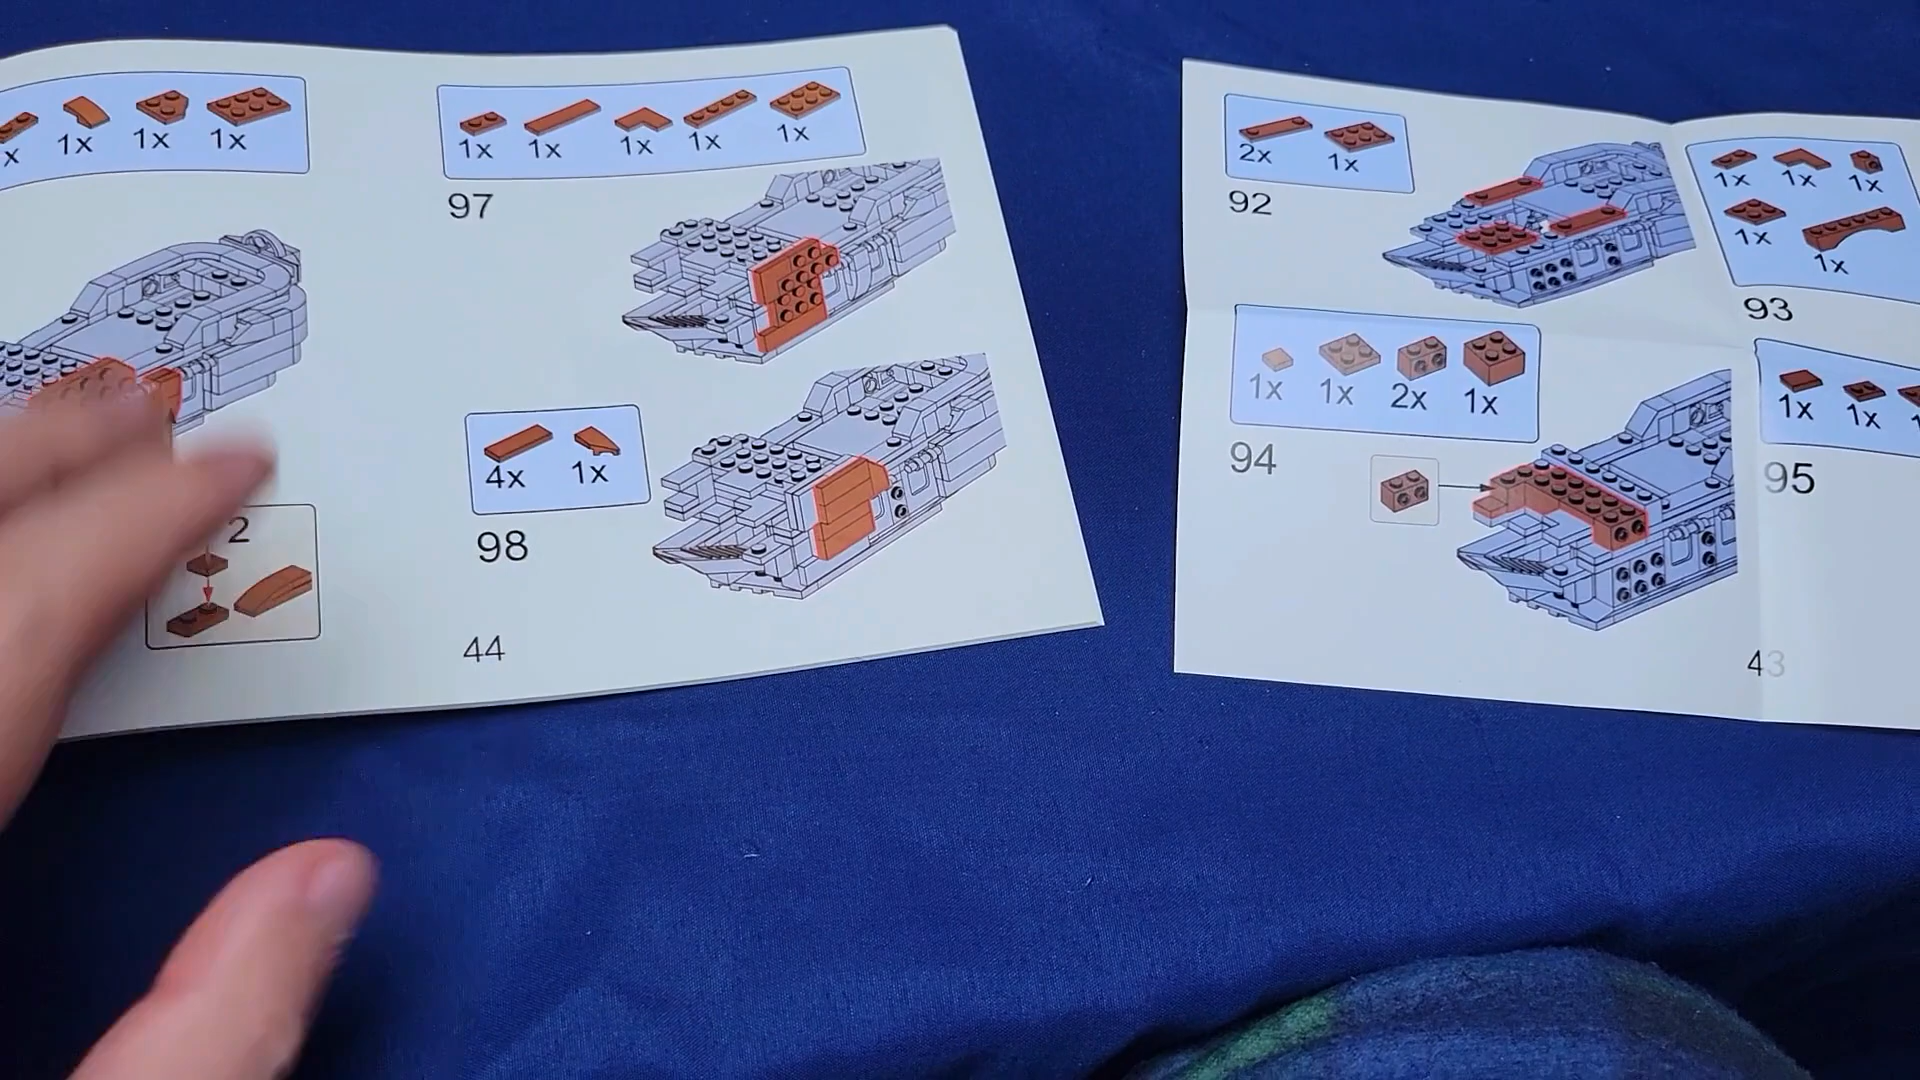 x 1x 1x 1x
2
1x 1x 1x 1x 1x
97
4x 1x
98
44
2x 1x
92
1x 1x 1x
1x
1x
93
1x 1x 2x 1x
94
1x 1x
95
43